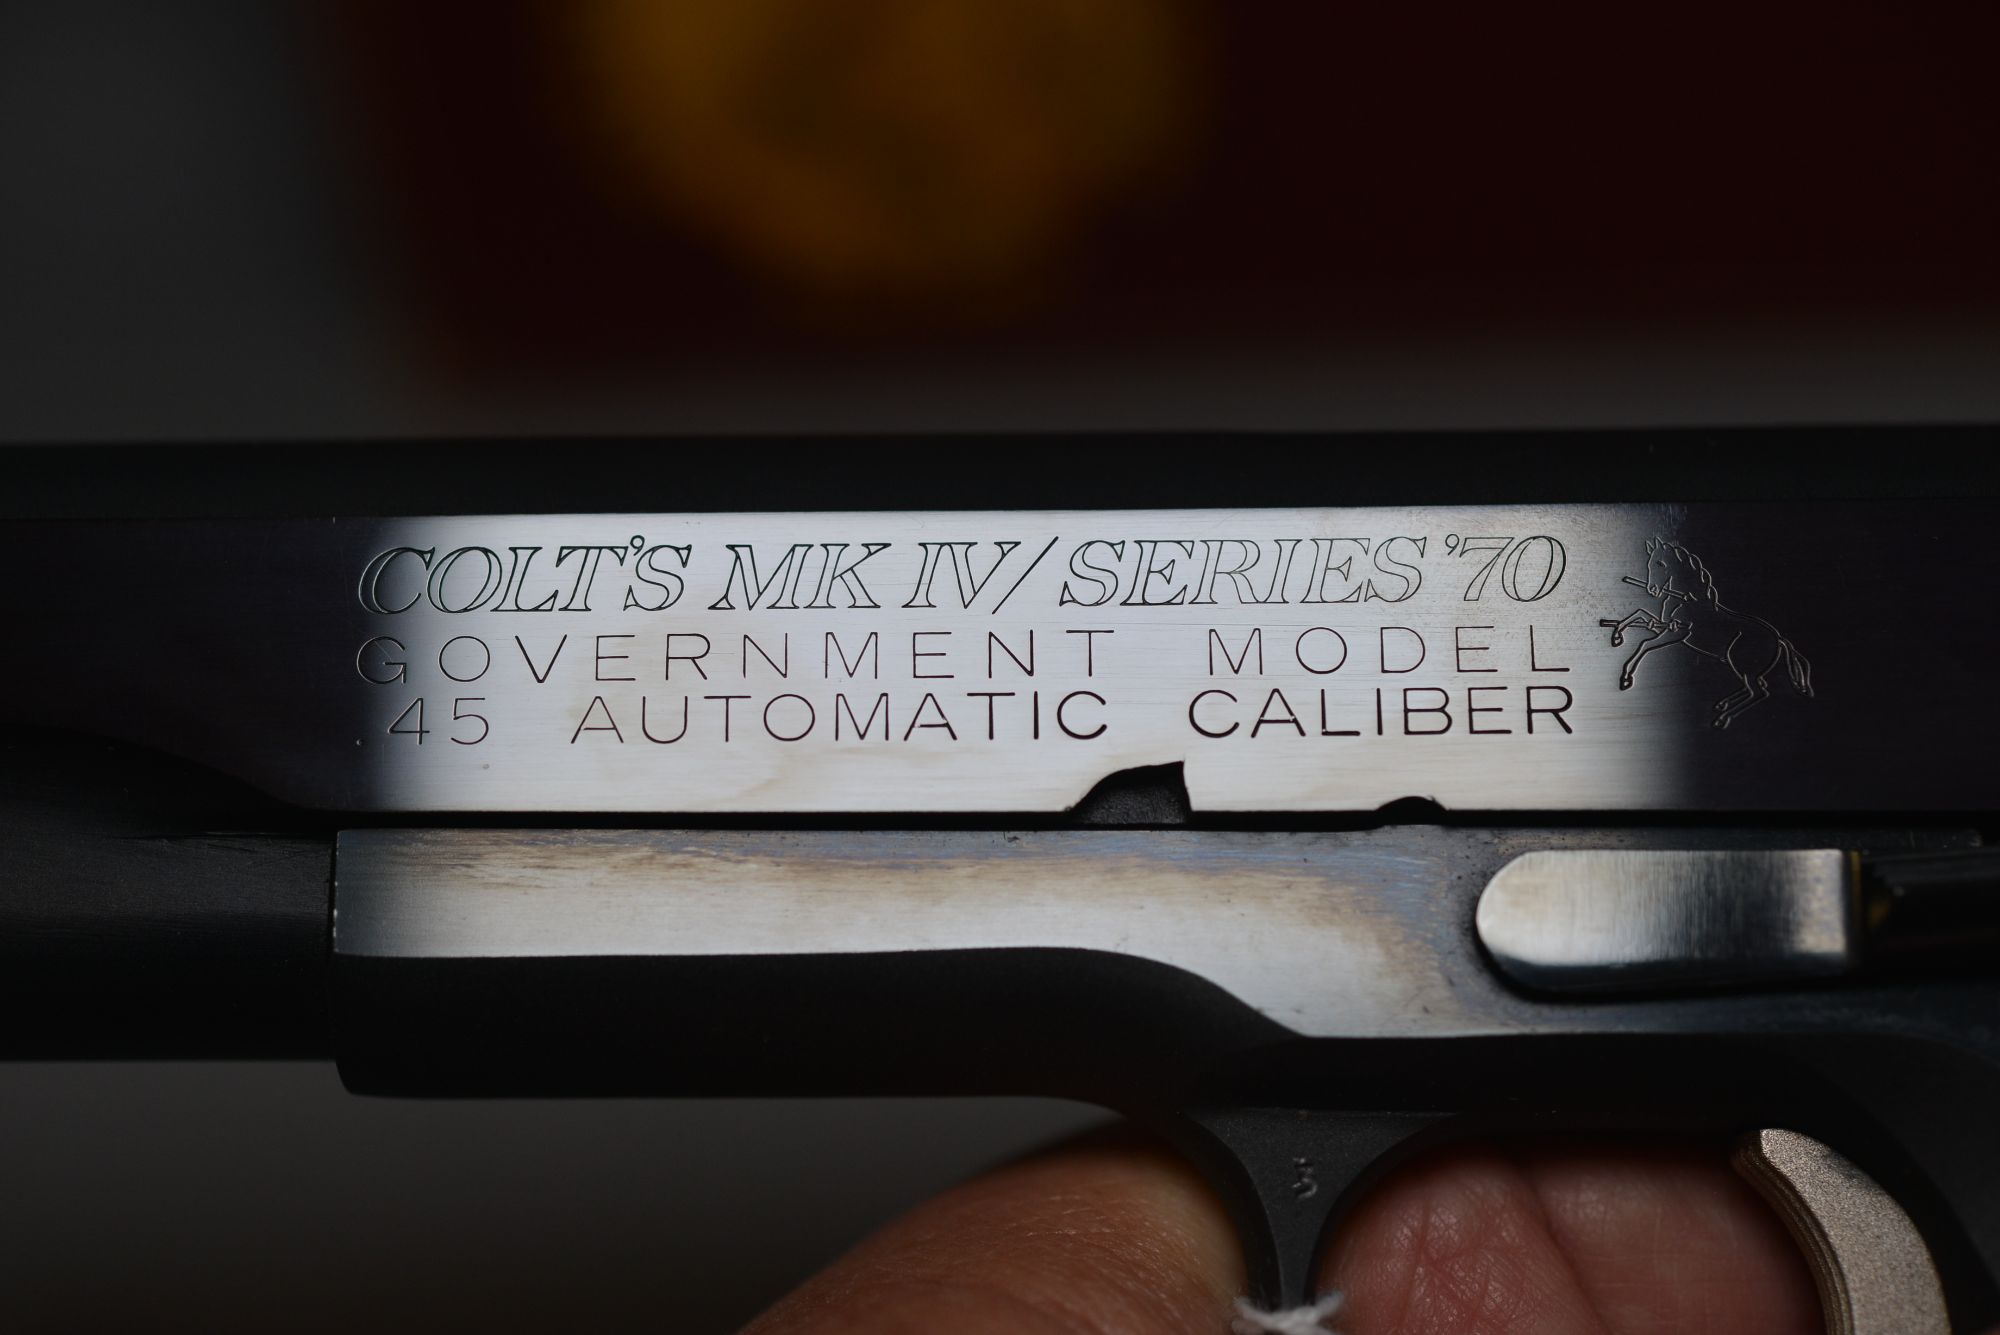 COLT'S MK IV/SERIES '70
GOVERNMENT MODEL
.45 AUTOMATIC CALIBER